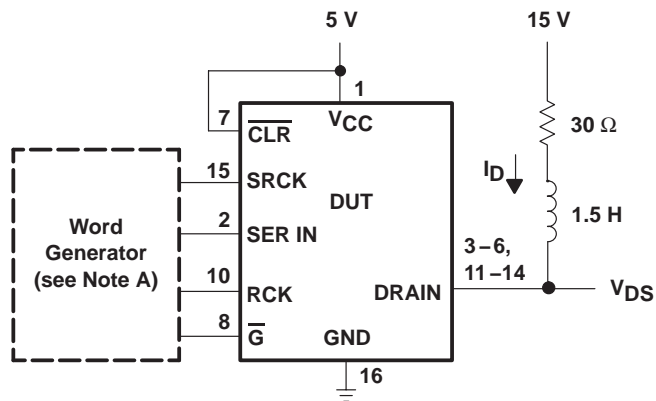 5 V
15 V
1
7
CLR
VCC
30 Ω
15
SRCK
ID
DUT
Word
Generator
(see Note A)
2
SER IN
1.5 H
3–6,
11–14
10
RCK
DRAIN
VDS
8
G
GND
16